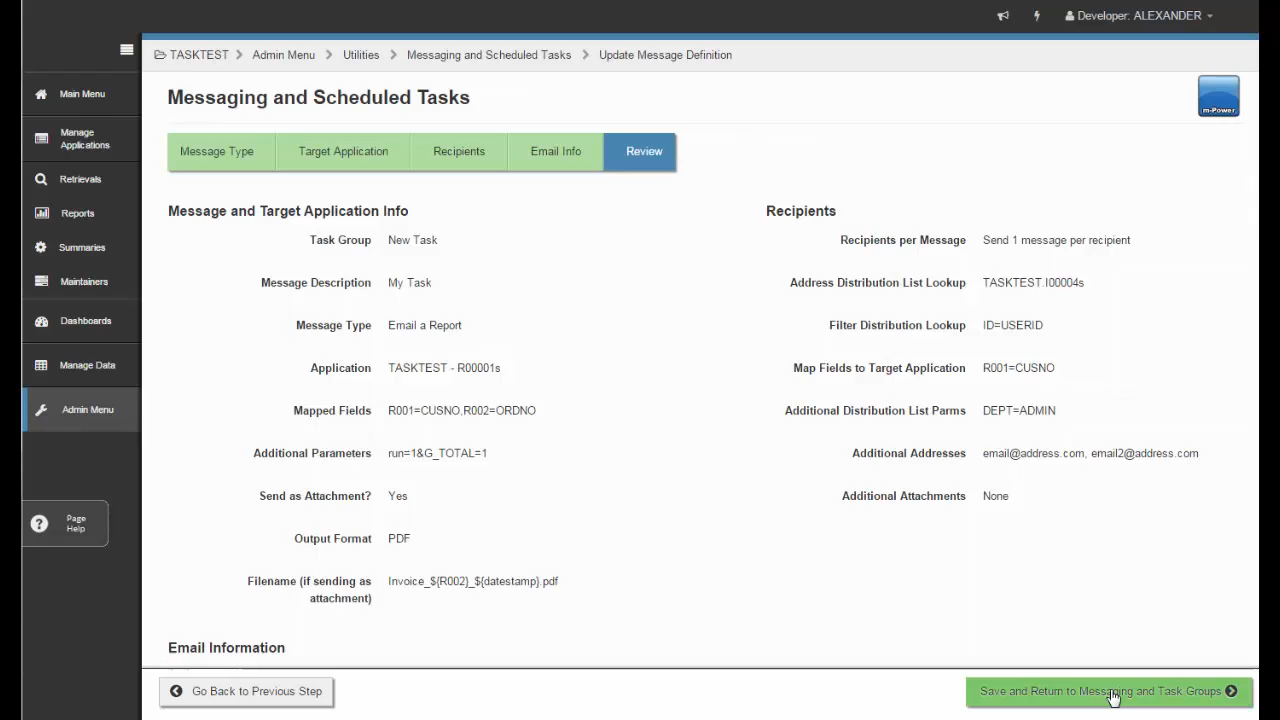 Developer: ALEXANDER
TASKTEST > Admin Menu > Utilities > Messaging and Scheduled Tasks > Update Message Definition
Main Menu
Manage
Applications
Retrievals
Reports
Summaries
Maintainers
Dashboards
Manage Data
Admin Menu
Page
Help
Messaging and Scheduled Tasks
m-Power
Message Type Target Application Recipients Email Info Review
Message and Target Application Info
Task Group New Task
Message Description My Task
Message Type Email a Report
Application TASKTEST - R00001s
Mapped Fields R001=CUSNO,R002=ORDNO
Additional Parameters run=1&G_TOTAL=1
Send as Attachment? Yes
Output Format PDF
Filename (if sending as Invoice_${R002}_${datestamp}.pdf
attachment)
Recipients
Recipients per Message Send 1 message per recipient
Address Distribution List Lookup TASKTEST.I00004s
Filter Distribution Lookup ID=USERID
Map Fields to Target Application R001=CUSNO
Additional Distribution List Parms DEPT=ADMIN
Additional Addresses email@address.com, email2@address.com
Additional Attachments None
Email Information
Go Back to Previous Step
Save and Return to Messaging and Task Groups